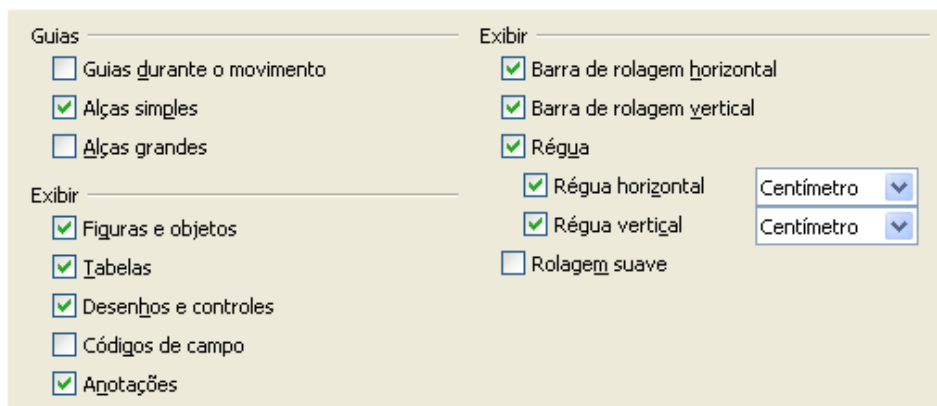 Guias
Guias durante o movimento
Alças simples
Alças grandes
Exibir
Figuras e objetos
Tabelas
Desenhos e controles
Códigos de campo
Anotações
Exibir
Barra de rolagem horizontal
Barra de rolagem vertical
Régua
Régua horizontal Centímetro
Régua vertical Centímetro
Rolagem suave